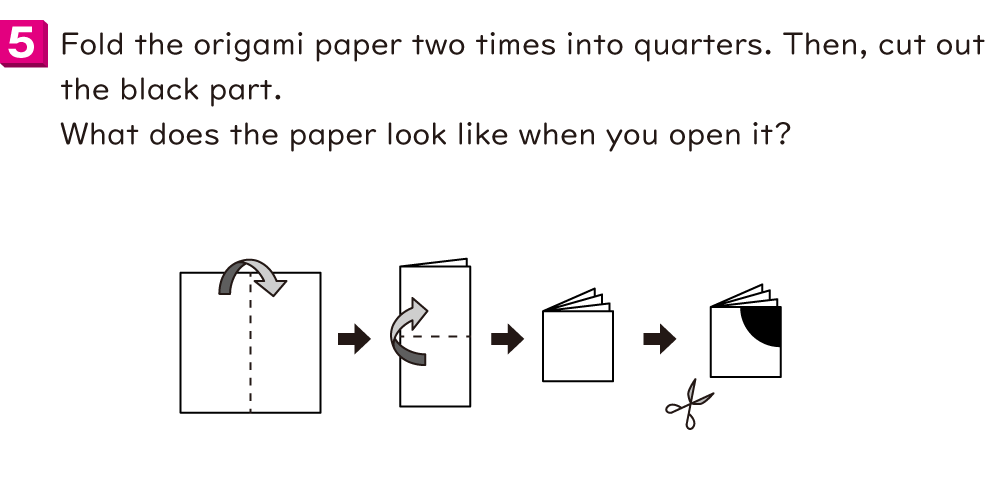 5 Fold the origami paper two times into quarters. Then, cut out
the black part.
What does the paper look like when you open it?